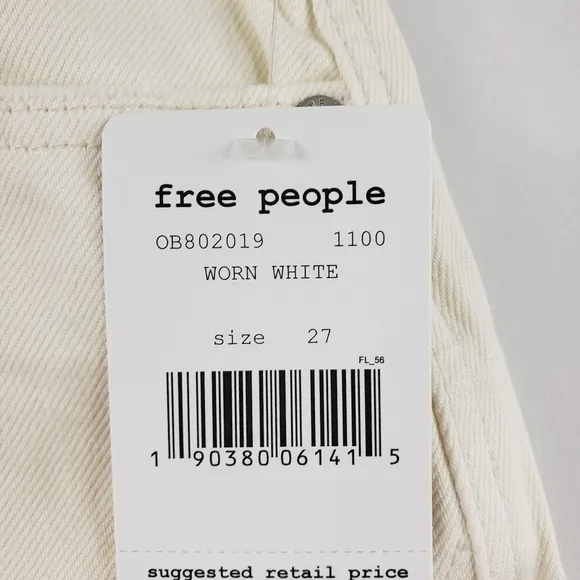 free people
OB802019 1100
WORN WHITE
size 27
FL_56
1 90380 06141 5
suggested retail price